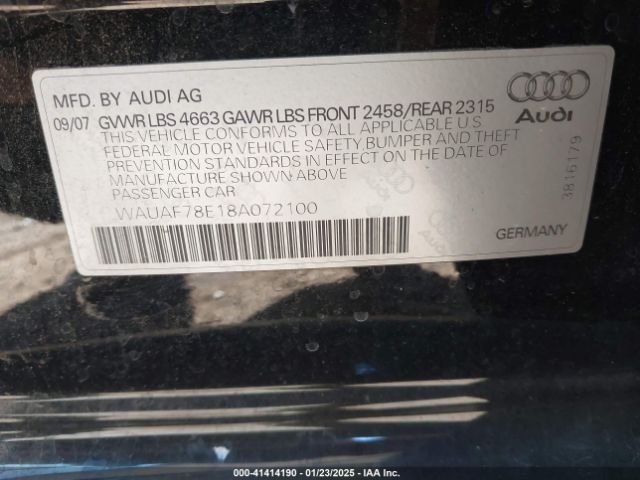 MFD. BY AUDI AG
09/07 GVWR LBS 4663 GAWR LBS FRONT 2458/REAR 2315
THIS VEHICLE CONFORMS TO ALL APPLICABLE U.S
FEDERAL MOTOR VEHICLE SAFETY,BUMPER AND THEFT
PREVENTION STANDARDS IN EFFECT ON THE DATE OF
MANUFACTURE SHOWN ABOVE
PASSENGER CAR
WAUAF78E18A072100
Audi
3816179
GERMANY
000-41414190 - 01/23/2025 - IAA Inc.